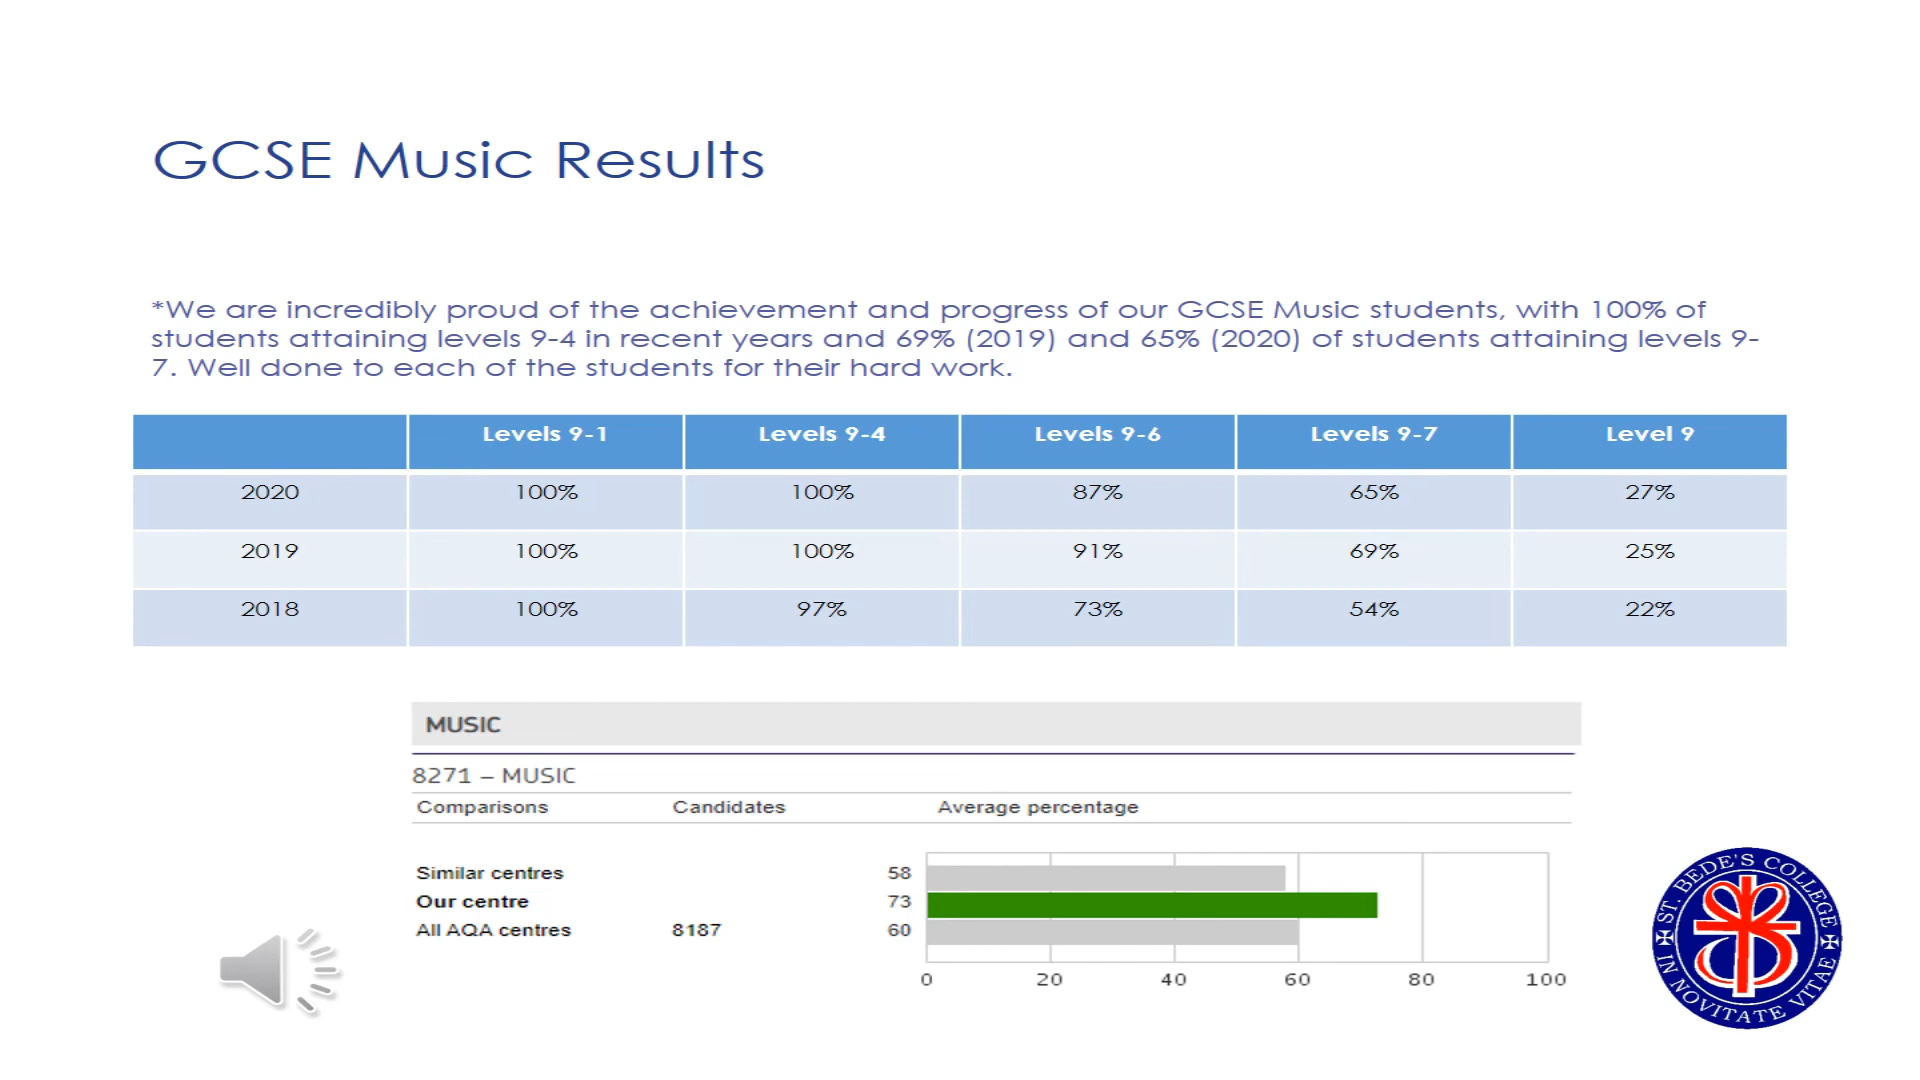 GCSE Music Results
*We are incredibly proud of the achievement and progress of our GCSE Music students, with 100% of
students attaining levels 9-4 in recent years and 69% (2019) and 65% (2020) of students attaining levels 9-
7. Well done to each of the students for their hard work.
Levels 9-1 Levels 9-4 Levels 9-6 Levels 9-7 Level 9
2020 100% 100% 87% 65% 27%
2019 100% 100% 91% 69% 25%
2018 100% 97% 73% 54% 22%
MUSIC
8271 – MUSIC
Comparisons Candidates Average percentage
Similar centres 58
Our centre 73
All AQA centres 8187 60
0 20 40 60 80 100
ST. BEDE'S COLLEGE
IN NOVITATE VITAE